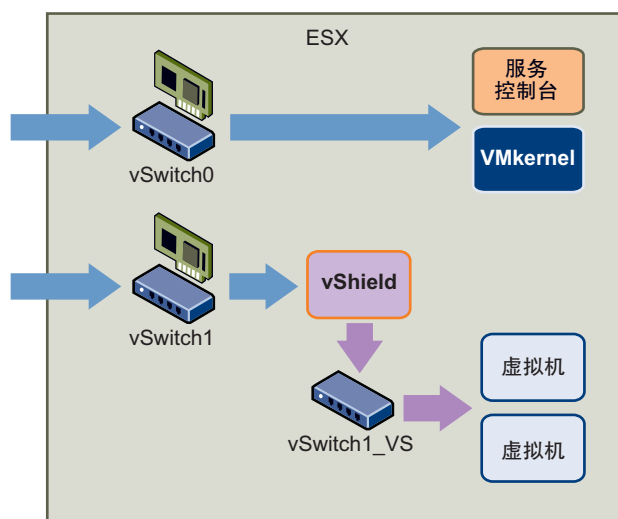 ESX
服务
控制台
VMkernel
vSwitch0
vShield
vSwitch1
虚拟机
vSwitch1_VS
虚拟机